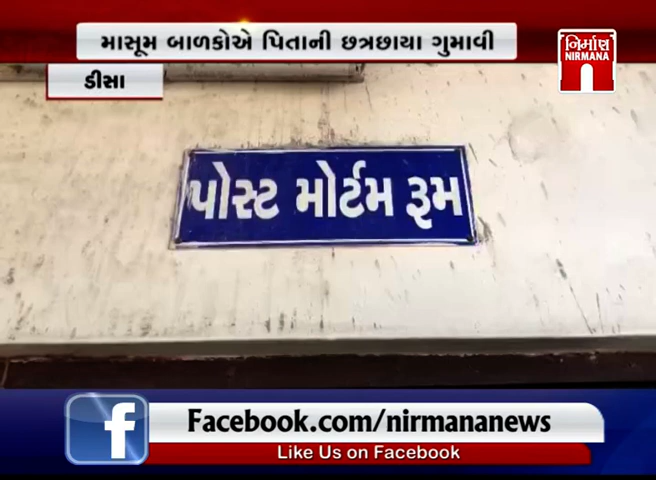 માસૂમ બાળકોએ પિતાની છત્રછાયા ગુમાવી
નિર્માણ
NIRMANA
ડીસા
પોસ્ટ મોર્ટમ રૂમ
Facebook.com/nirmananews
Like Us on Facebook